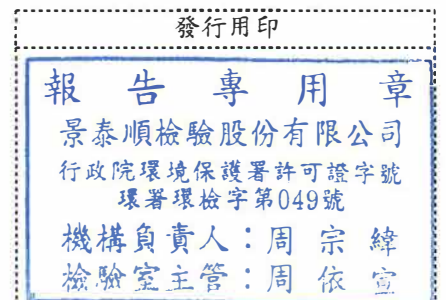 發行用印
報告專用章
景泰順檢驗股份有限公司
行政院環境保護署許可證字號
環署環檢字第049號
機構負責人：周宗緯
檢驗室主管：周依宣